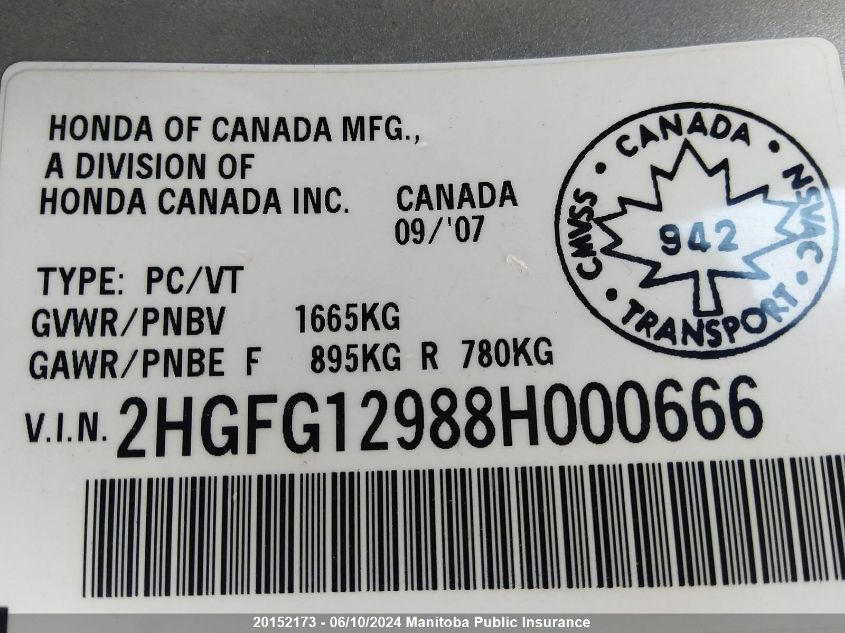 HONDA OF CANADA MFG.,
A DIVISION OF
HONDA CANADA INC. CANADA
09/'07
TYPE: PC/VT
GVWR/PNBV 1665KG
GAWR/PNBE F 895KG R 780KG
V.I.N. 2HGFG12988H000666
CANADA • NSVAC • TRANSPORT • CMVSS •
942
20152173 - 06/10/2024 Manitoba Public Insurance